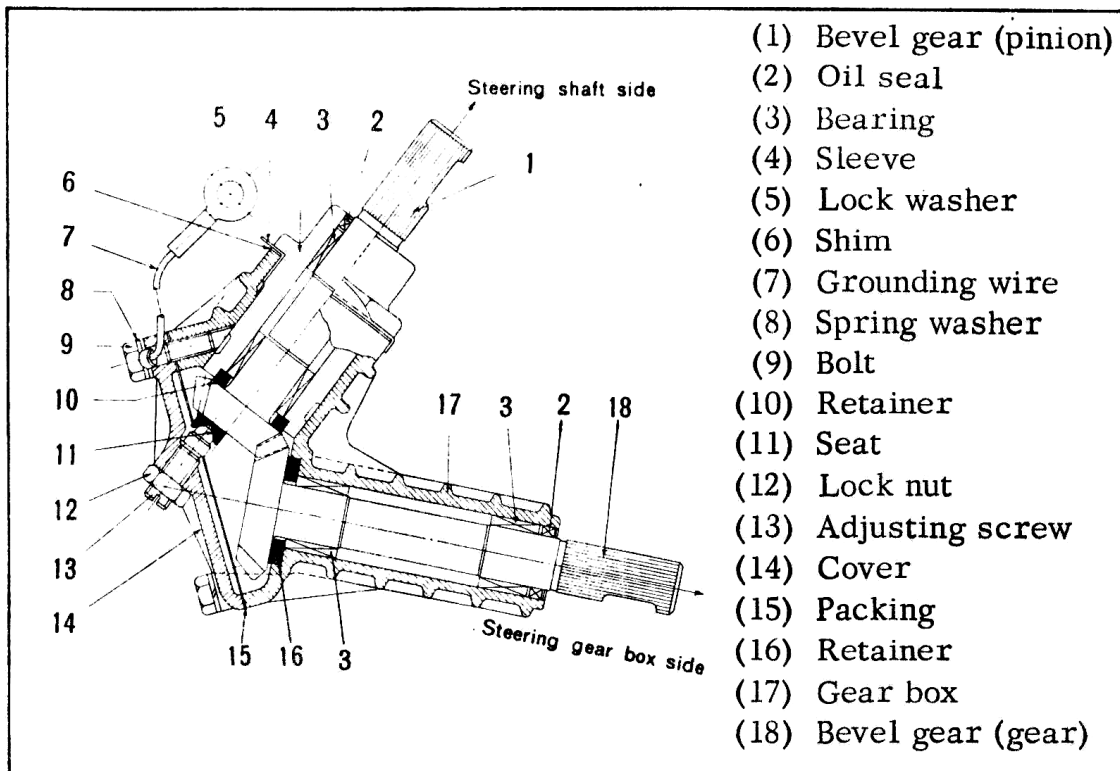 Steering shaft side
5 4 3 2
1
6
7
8
9
10
11
12
13
14
17 3 2 18
15 16 3
Steering gear box side
(1) Bevel gear (pinion)
(2) Oil seal
(3) Bearing
(4) Sleeve
(5) Lock washer
(6) Shim
(7) Grounding wire
(8) Spring washer
(9) Bolt
(10) Retainer
(11) Seat
(12) Lock nut
(13) Adjusting screw
(14) Cover
(15) Packing
(16) Retainer
(17) Gear box
(18) Bevel gear (gear)